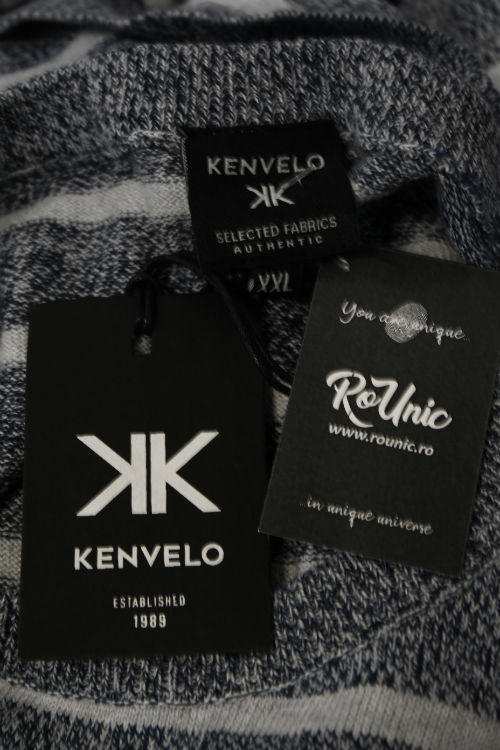 KENVELO
KK
SELECTED FABRICS
AUTHENTIC
XXL
You are unique
RoUnic
www.rounic.ro
...in unique universe
KK
KENVELO
ESTABLISHED
1989